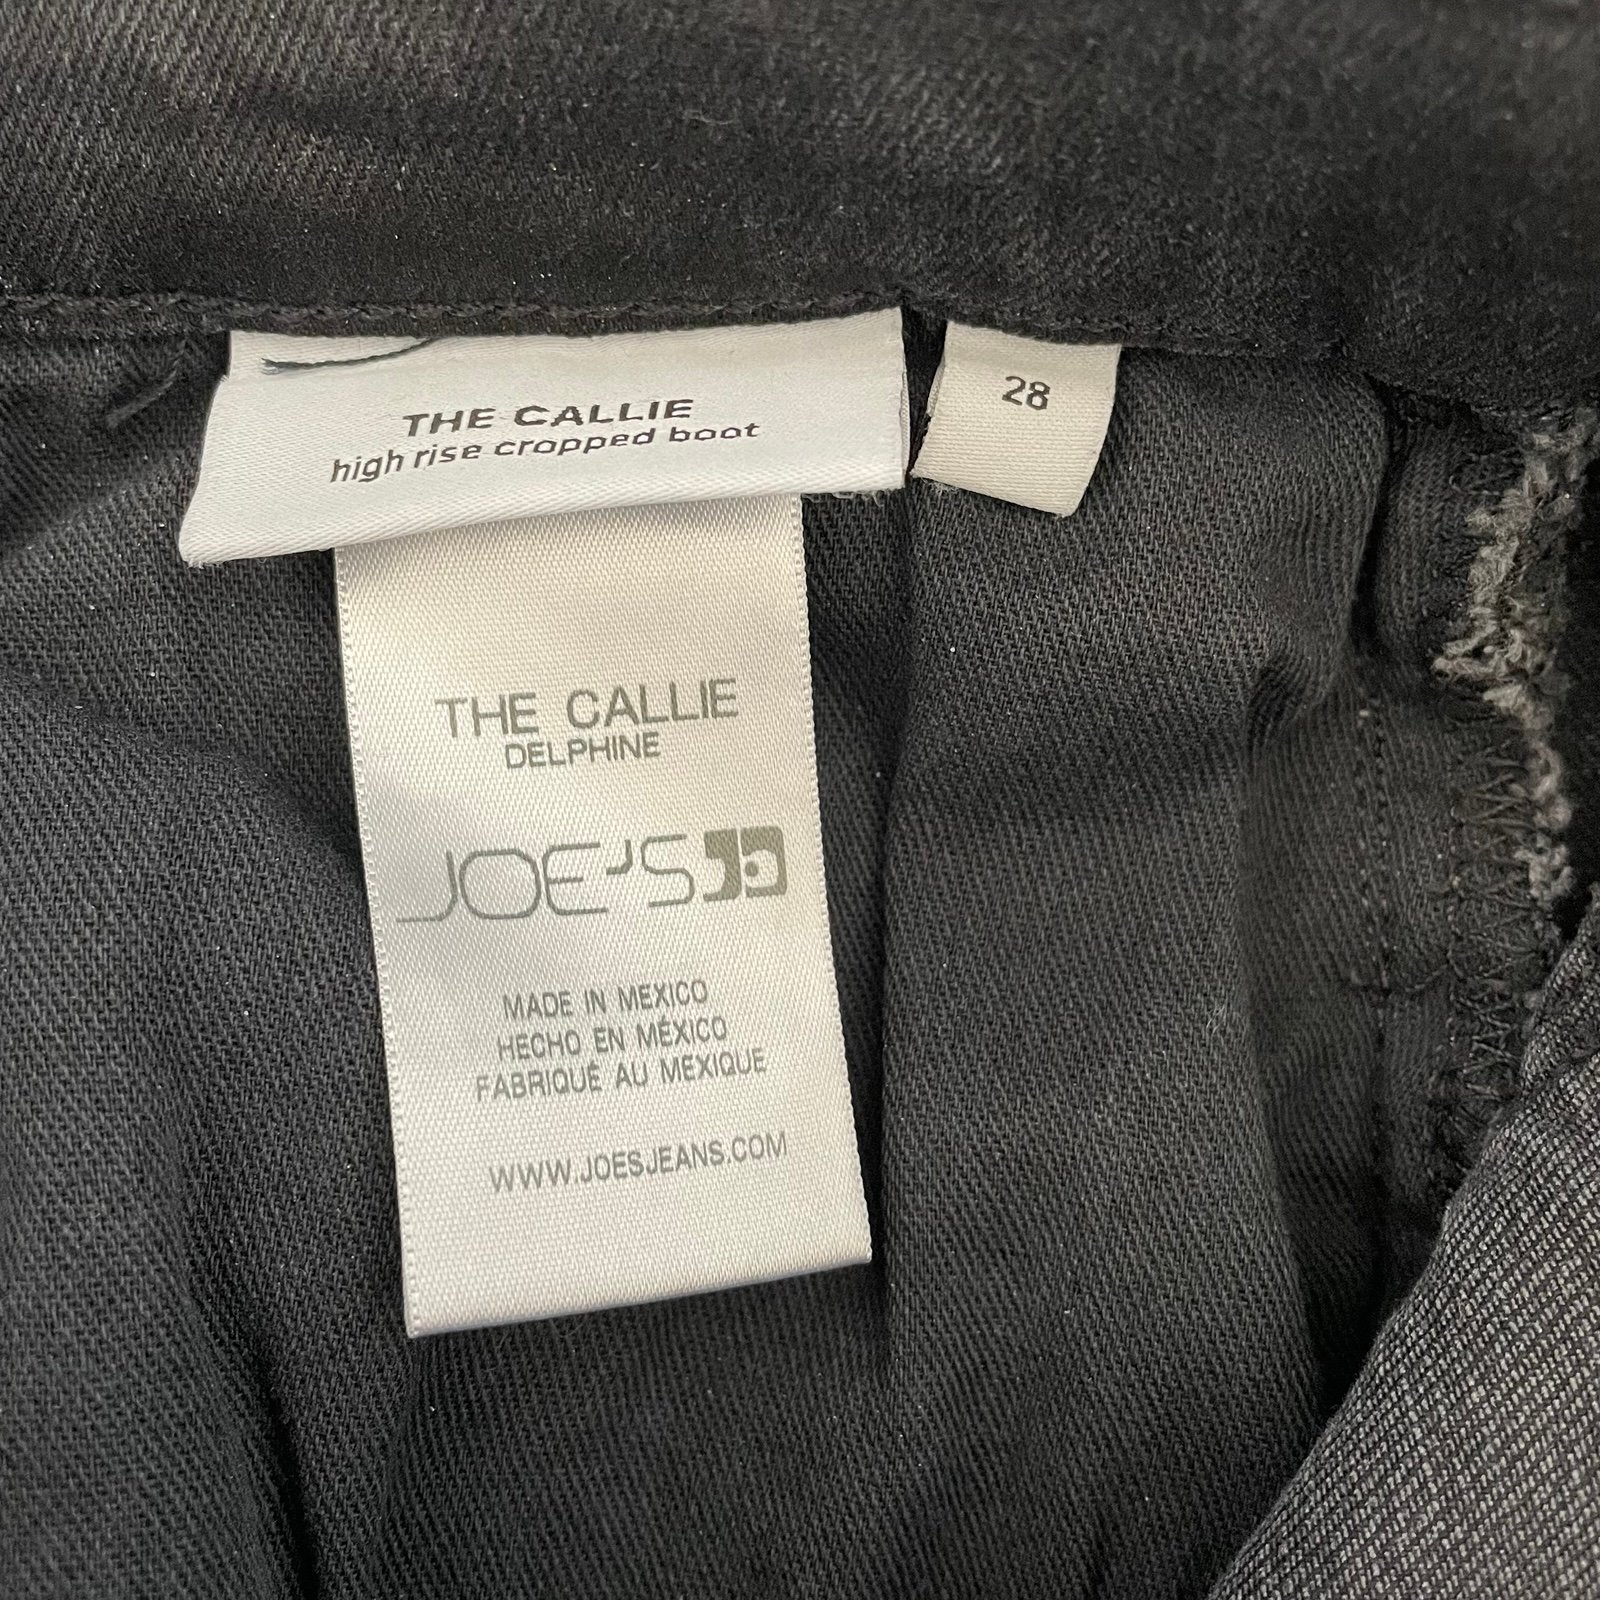 THE CALLIE
high rise cropped boot
28
THE CALLIE
DELPHINE
JOE'S
MADE IN MEXICO
HECHO EN MÉXICO
FABRIQUÉ AU MEXIQUE
WWW.JOESJEANS.COM